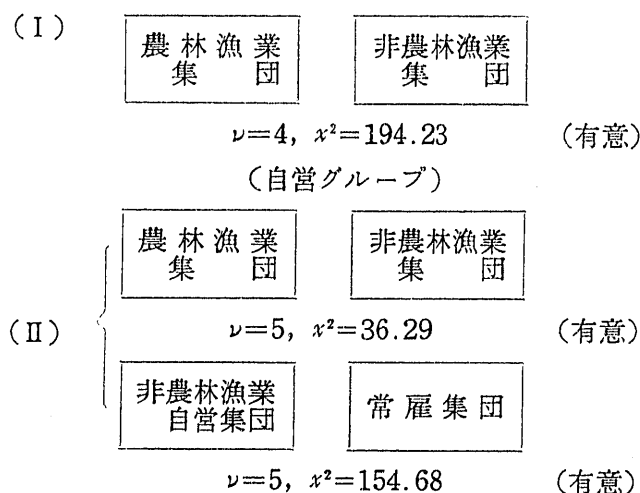 (Ⅰ)
農林漁業 非農林漁業
集団 集団
ν=4, x²=194.23 (有意)
(自営グループ)
農林漁業 非農林漁業
集団 集団
(Ⅱ) ν=5, x²=36.29 (有意)
非農林漁業 常雇集団
自営集団
ν=5, x²=154.68 (有意)